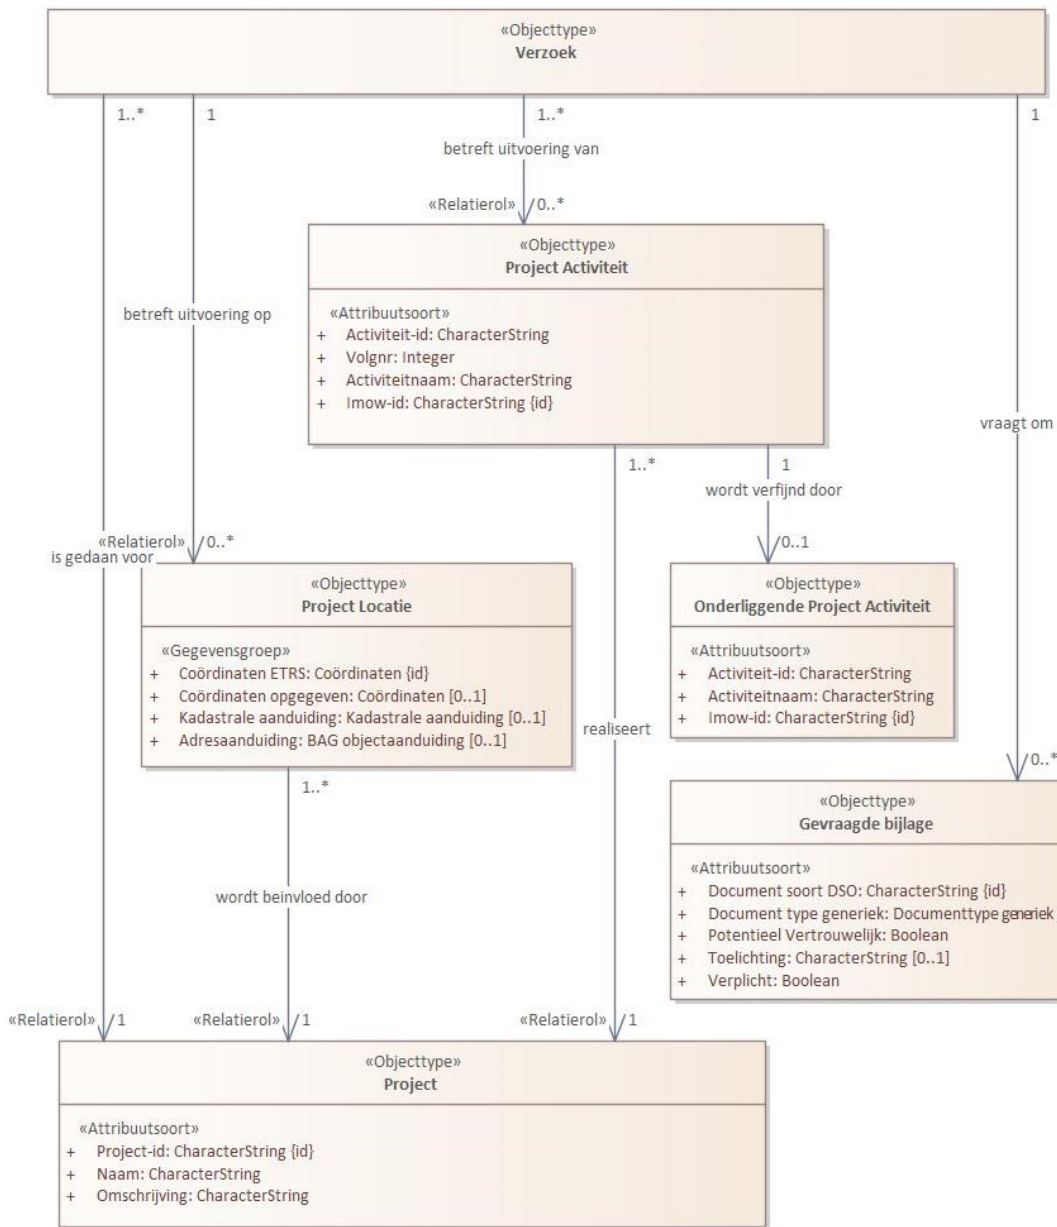 «Objecttype»
Verzoek
1..*
1
1..*
1
betreft uitvoering van
«Relatierol»
0..*
«Objecttype»
Project Activiteit
«Attribuutsoort»
+ Activiteit-id: CharacterString
+ Volgnr: Integer
+ Activiteitnaam: CharacterString
+ Imow-id: CharacterString {id}
betreft uitvoering op
vraagt om
1..*
1
wordt verfijnd door
«Relatierol»
0..*
is gedaan voor
0..1
«Objecttype»
Project Locatie
«Gegevensgroep»
+ Coördinaten ETRS: Coördinaten {id}
+ Coördinaten opgegeven: Coördinaten [0..1]
+ Kadastrale aanduiding: Kadastrale aanduiding [0..1]
+ Adresaanduiding: BAG objectaanduiding [0..1]
«Objecttype»
Onderliggende Project Activiteit
«Attribuutsoort»
+ Activiteit-id: CharacterString
+ Activiteitnaam: CharacterString
+ Imow-id: CharacterString {id}
realiseert
0..*
1..*
«Objecttype»
Gevraagde bijlage
«Attribuutsoort»
+ Document soort DSO: CharacterString {id}
+ Document type generiek: Documenttype generiek
+ Potentieel Vertrouwelijk: Boolean
+ Toelichting: CharacterString [0..1]
+ Verplicht: Boolean
wordt beinvloed door
«Relatierol»
1
«Relatierol»
1
«Relatierol»
1
«Objecttype»
Project
«Attribuutsoort»
+ Project-id: CharacterString {id}
+ Naam: CharacterString
+ Omschrijving: CharacterString